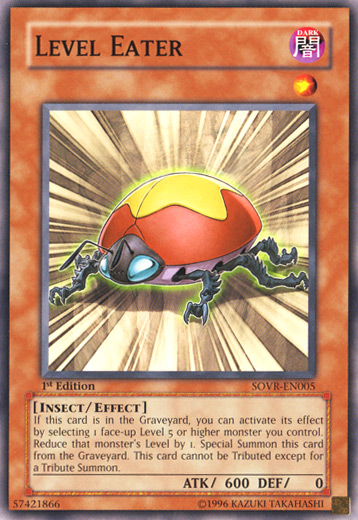 LEVEL EATER
DARK
闇
1st Edition
SOVR-EN005
[INSECT/EFFECT]
If this card is in the Graveyard, you can activate its effect
by selecting 1 face-up Level 5 or higher monster you control.
Reduce that monster's Level by 1. Special Summon this card
from the Graveyard. This card cannot be Tributed except for
a Tribute Summon.
ATK/ 600 DEF/ 0
57421866
©1996 KAZUKI TAKAHASHI